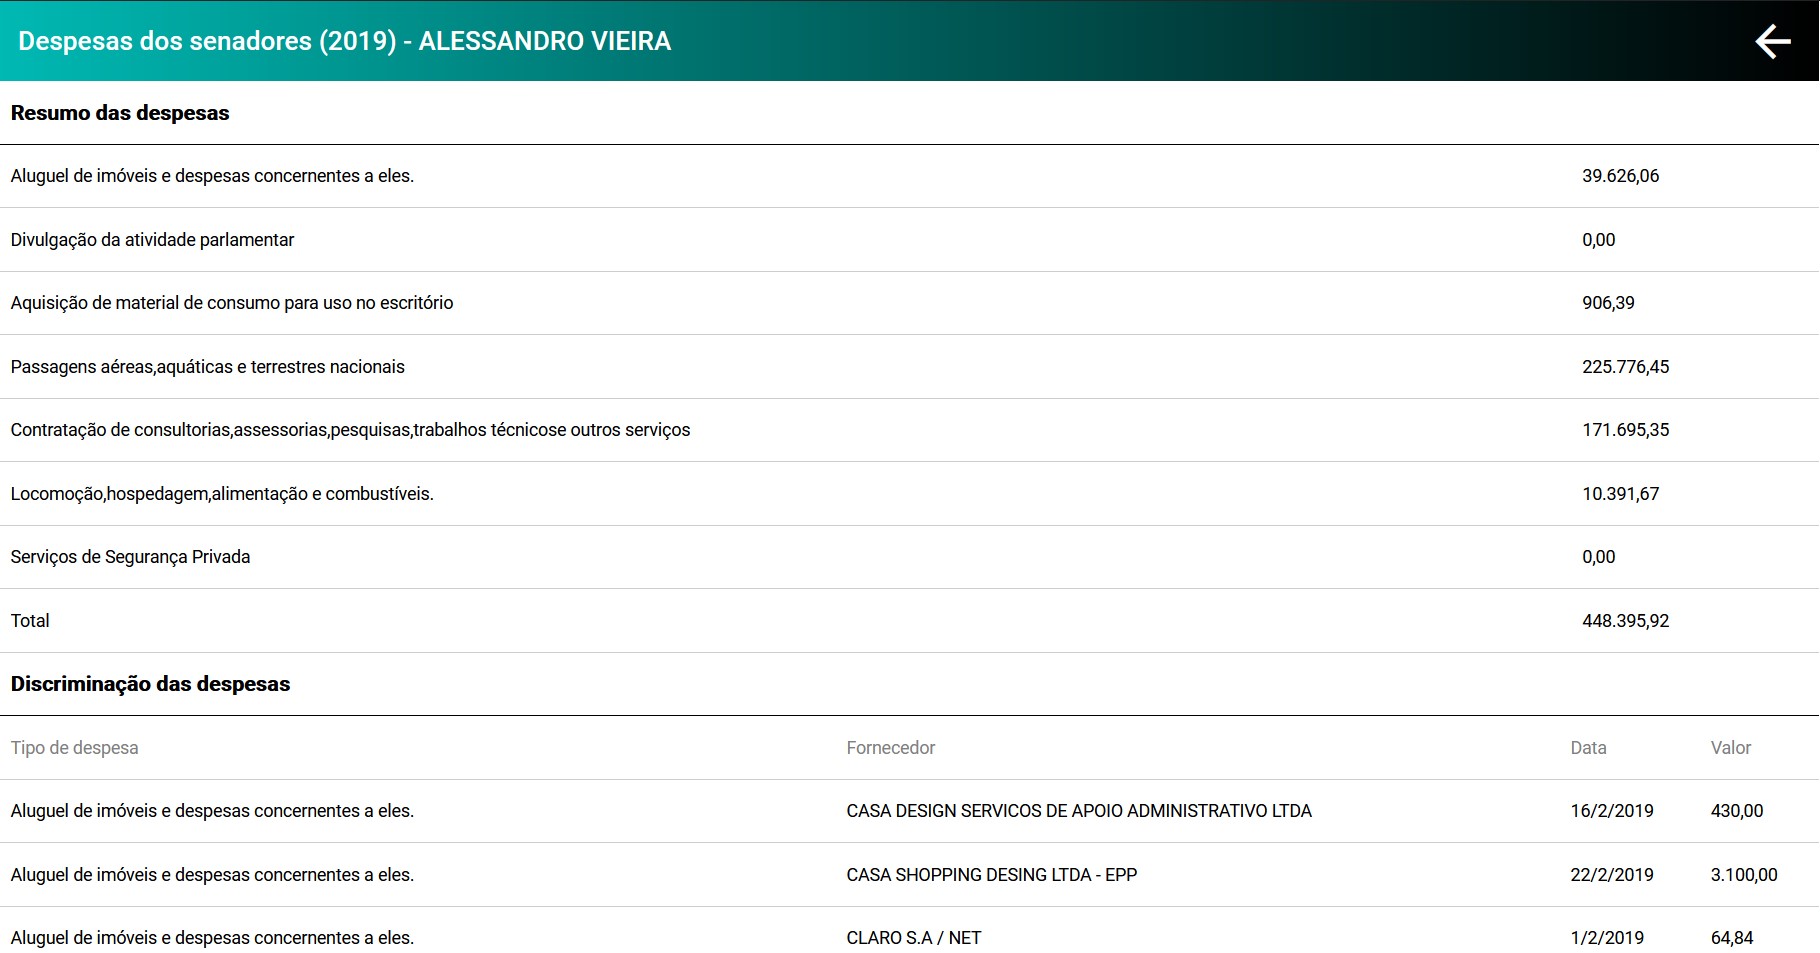 Despesas dos senadores (2019) - ALESSANDRO VIEIRA
Resumo das despesas
Aluguel de imóveis e despesas concernentes a eles. 39.626,06
Divulgação da atividade parlamentar 0,00
Aquisição de material de consumo para uso no escritório 906,39
Passagens aéreas,aquáticas e terrestres nacionais 225.776,45
Contratação de consultorias,assessorias,pesquisas,trabalhos técnicose outros serviços 171.695,35
Locomoção,hospedagem,alimentação e combustíveis. 10.391,67
Serviços de Segurança Privada 0,00
Total 448.395,92
Discriminação das despesas
Tipo de despesa Fornecedor Data Valor
Aluguel de imóveis e despesas concernentes a eles. CASA DESIGN SERVICOS DE APOIO ADMINISTRATIVO LTDA 16/2/2019 430,00
Aluguel de imóveis e despesas concernentes a eles. CASA SHOPPING DESING LTDA - EPP 22/2/2019 3.100,00
Aluguel de imóveis e despesas concernentes a eles. CLARO S.A / NET 1/2/2019 64,84